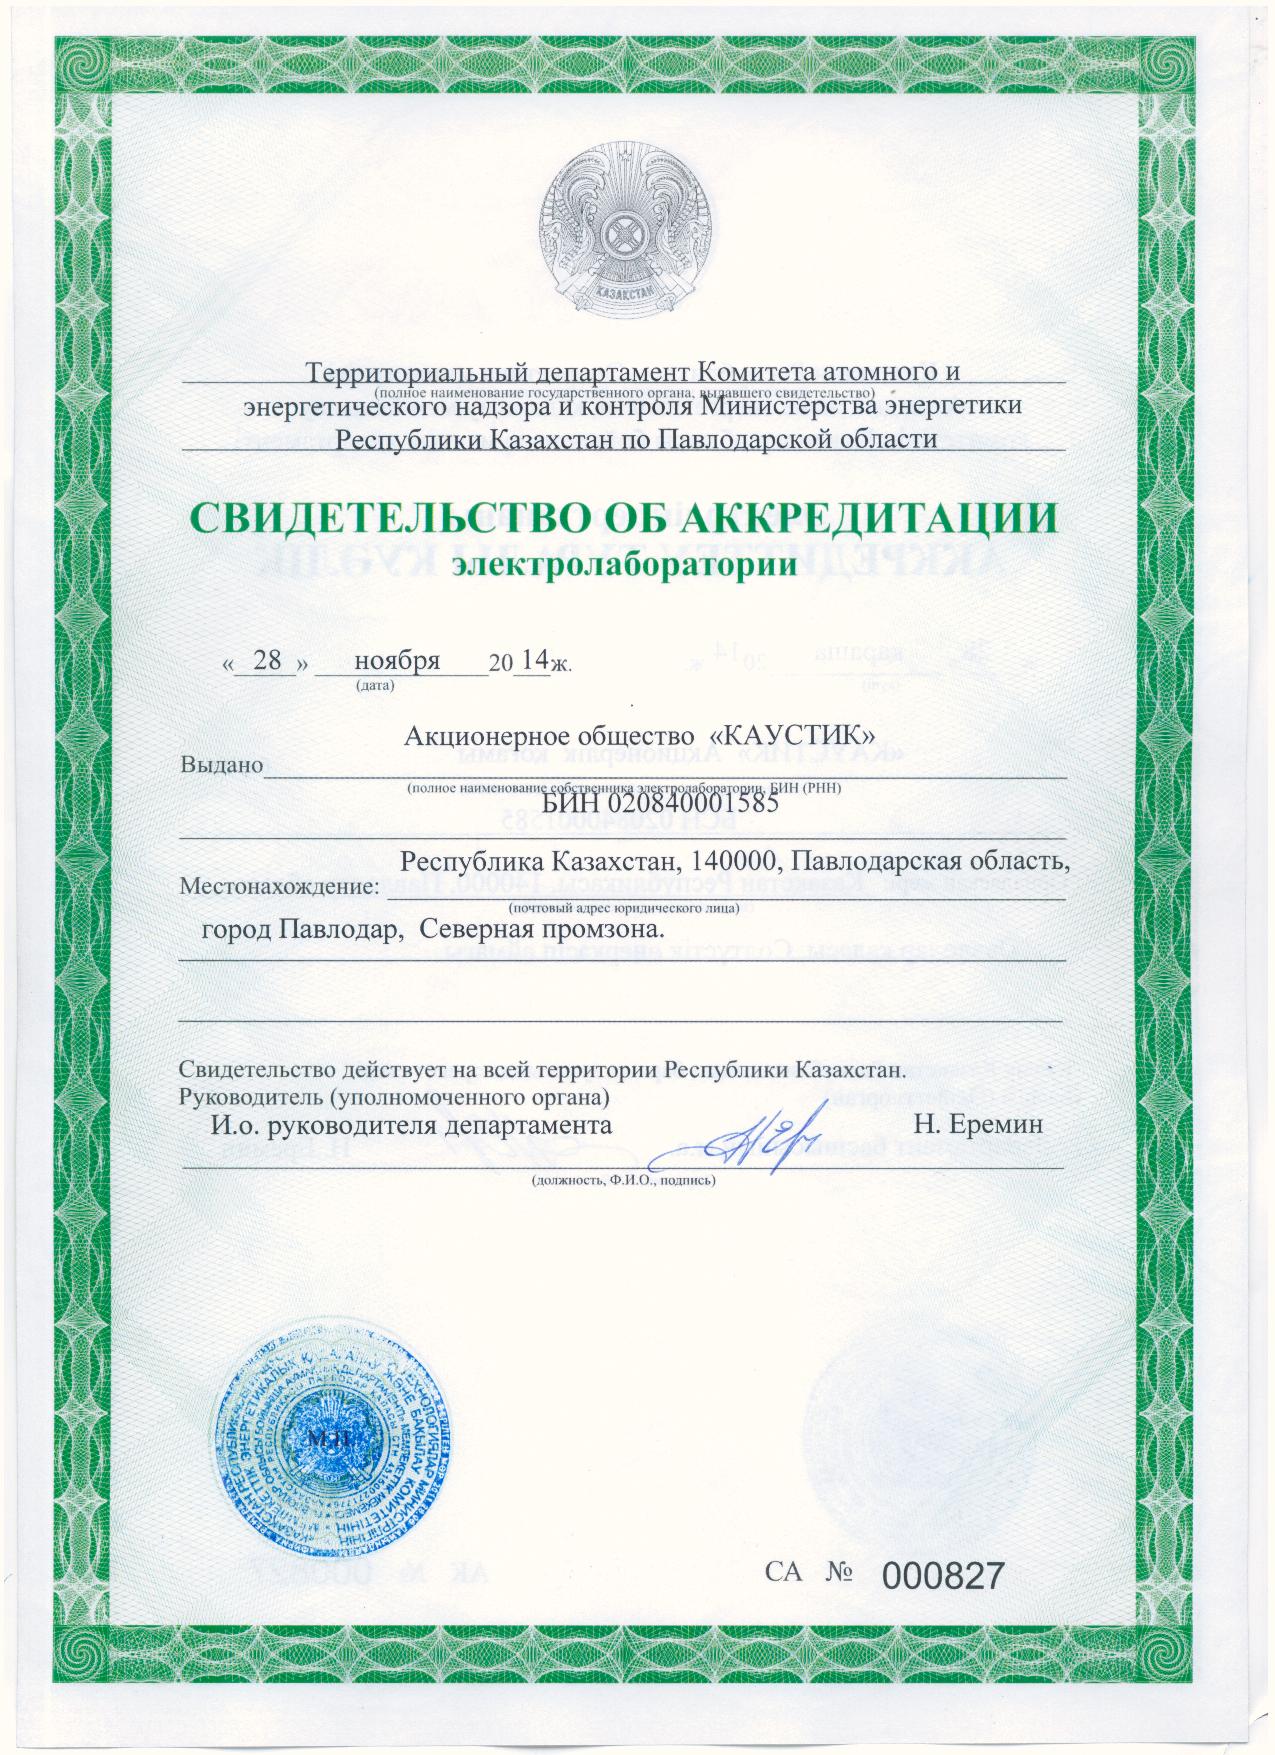 ҚАЗАҚСТАН
Территориальный департамент Комитета атомного и
(полное наименование государственного органа, выдавшего свидетельство)
энергетического надзора и контроля Министерства энергетики
Республики Казахстан по Павлодарской области
СВИДЕТЕЛЬСТВО ОБ АККРЕДИТАЦИИ
электролаборатории
« 28 » ноября 20 14 ж.
(дата)
Акционерное общество «КАУСТИК»
Выдано
(полное наименование собственника электролаборатории, БИН (РНН)
БИН 020840001585
Республика Казахстан, 140000, Павлодарская область,
Местонахождение:
(почтовый адрес юридического лица)
город Павлодар, Северная промзона.
Свидетельство действует на всей территории Республики Казахстан.
Руководитель (уполномоченного органа)
И.о. руководителя департамента Н. Еремин
(должность, Ф.И.О., подпись)
М.П.
СА № 000827